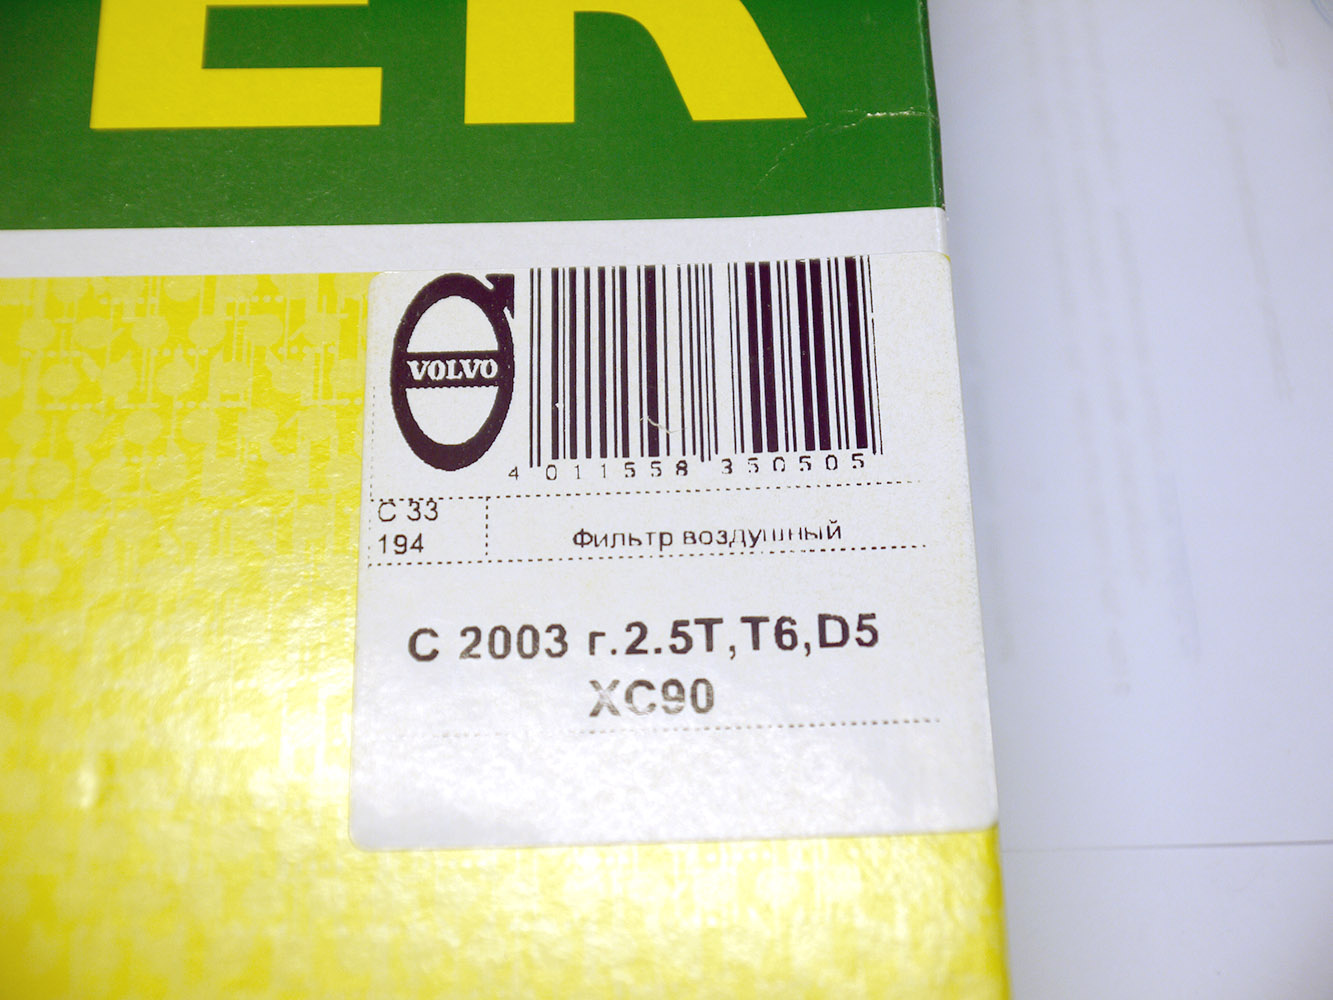 ER
VOLVO
4 011558 350505
C 33
194
Фильтр воздушный
С 2003 г.2.5T,T6,D5
XC90